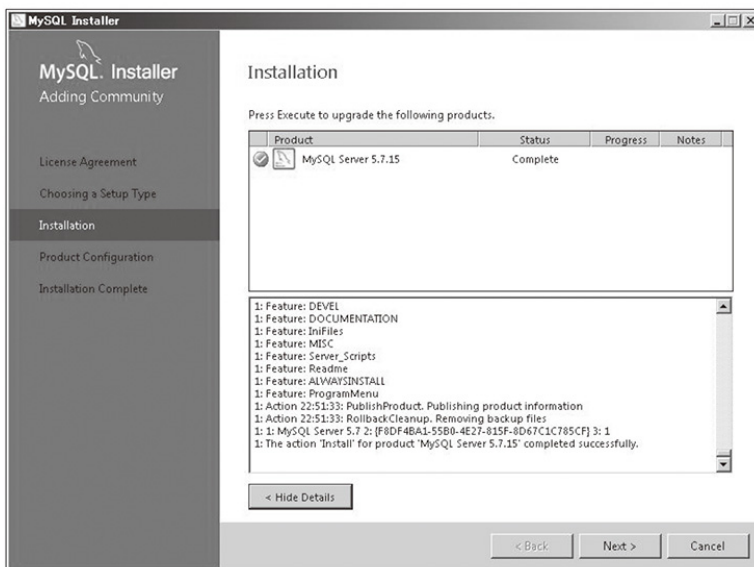 MySQL Installer
MySQL. Installer
Adding Community
License Agreement
Choosing a Setup Type
Installation
Product Configuration
Installation Complete
Installation
Press Execute to upgrade the following products.
Product Status Progress Notes
MySQL Server 5.7.15 Complete
1: Feature: DEVEL
1: Feature: DOCUMENTATION
1: Feature: IniFiles
1: Feature: MISC
1: Feature: Server_Scripts
1: Feature: Readme
1: Feature: ALWAYSINSTALL
1: Feature: ProgramMenu
1: Action 22:51:33: PublishProduct. Publishing product information
1: Action 22:51:33: RollbackCleanup. Removing backup files
1: 1: MySQL Server 5.7 2: {F8DF4BA1-55B0-4E27-815F-8D67C1C785CF} 3: 1
1: The action 'Install' for product 'MySQL Server 5.7.15' completed successfully.
< Hide Details
< Back Next > Cancel